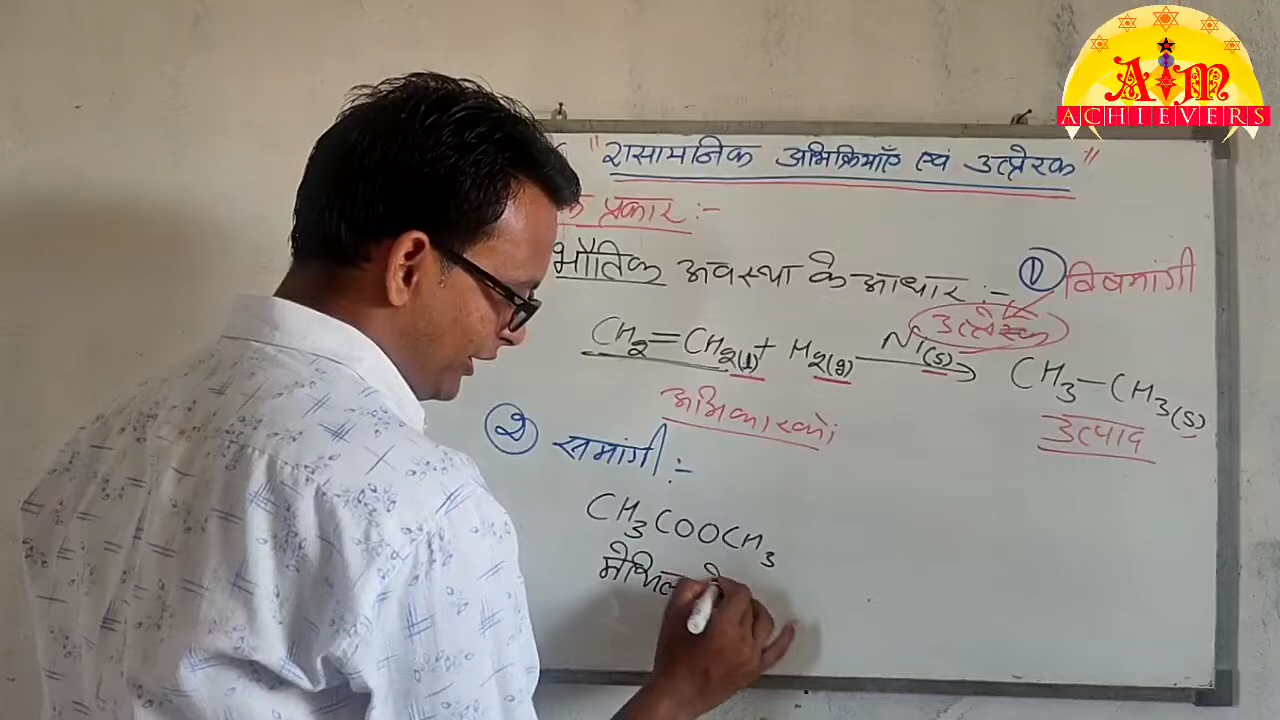 AIM
ACHIEVERS
"रासायनिक अभिक्रियाएँ एवं उत्प्रेरक"
के प्रकार :-
भौतिक अवस्था के आधार :-
① विषमांगी
उत्प्रेरक
CH₂=CH₂(l) + H₂(g) Ni(s) → CH₃-CH₃(s)
अभिकारकों
उत्पाद
② समांगी :-
CH₃COOCH₃
मेथिल